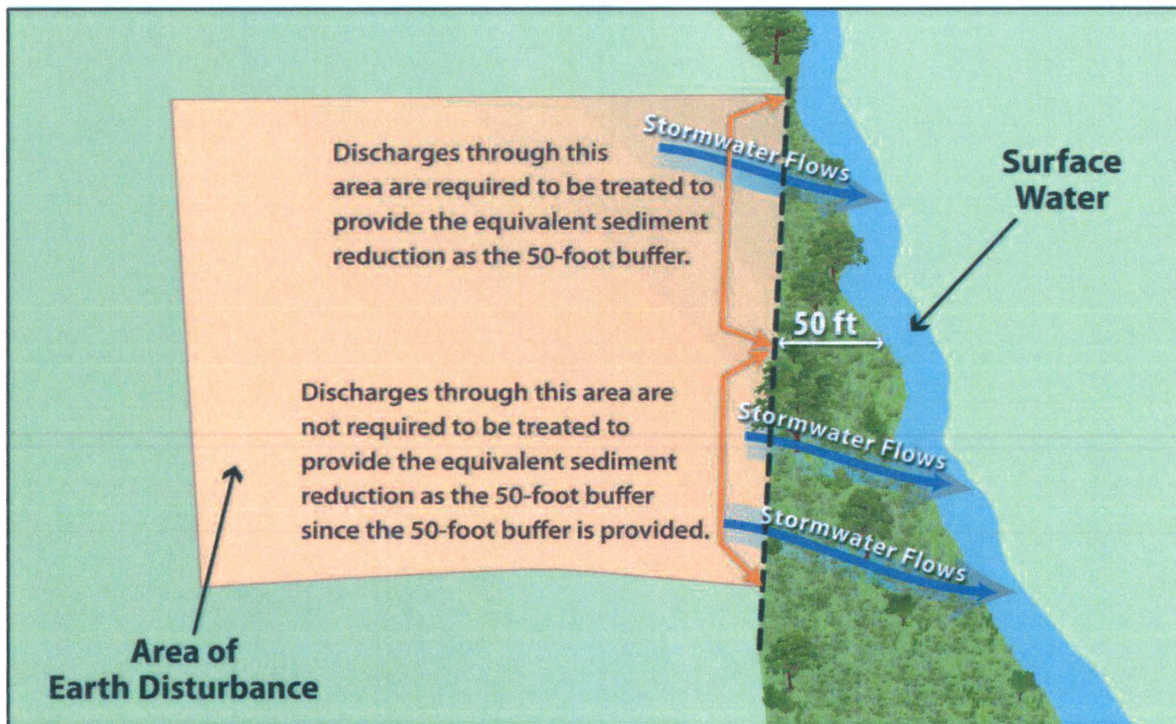 Stormwater Flows
Discharges through this
area are required to be treated to
provide the equivalent sediment
reduction as the 50-foot buffer.
Surface
Water
50 ft
Discharges through this area are
not required to be treated to
provide the equivalent sediment
reduction as the 50-foot buffer
since the 50-foot buffer is provided.
Stormwater Flows
Stormwater Flows
Area of
Earth Disturbance